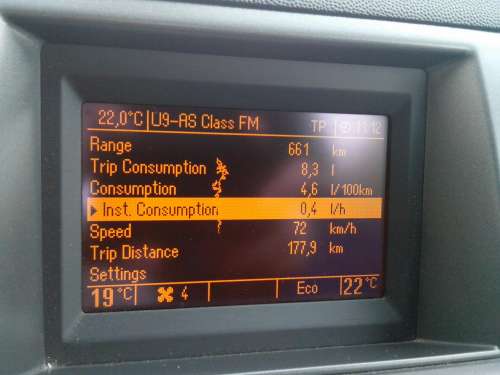 22,0°C U9-AS Class FM TP 11:12
Range 661 km
Trip Consumption 8,3 l
Consumption 4,6 l/100km
Inst. Consumption 0,4 l/h
Speed 72 km/h
Trip Distance 177,9 km
Settings
19°C 4 Eco 22°C